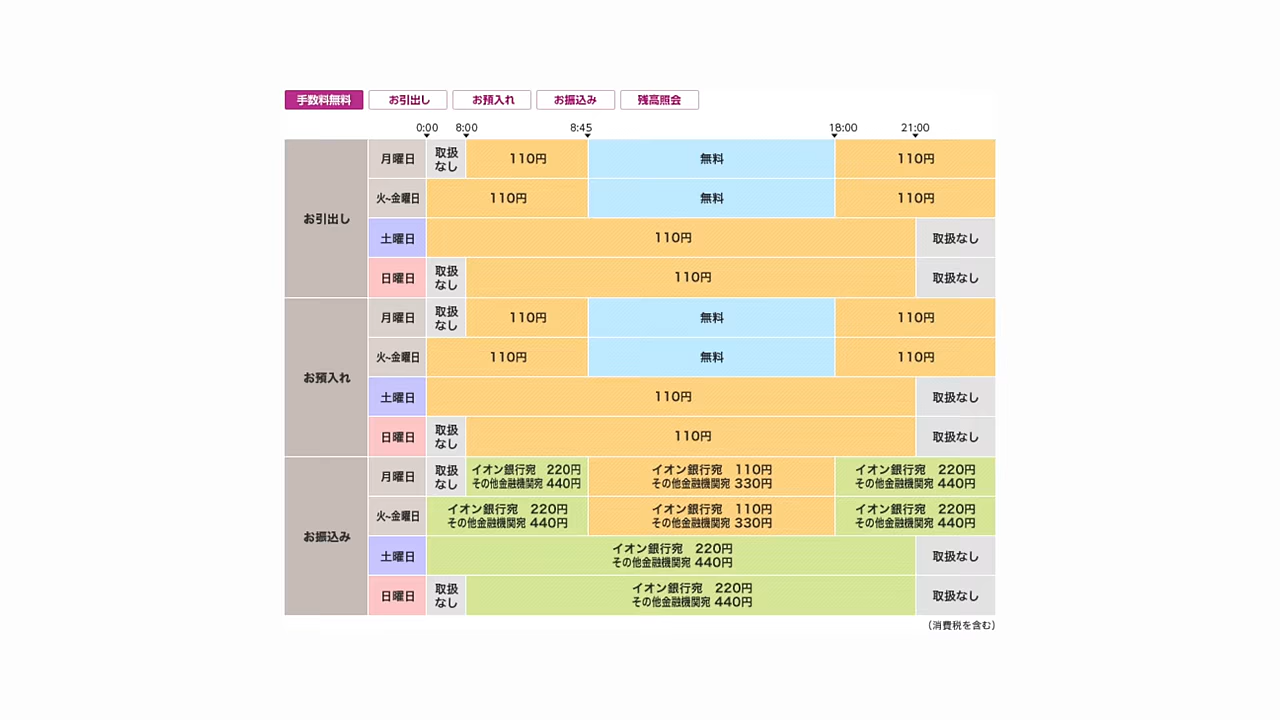 手数料無料 お引出し お預入れ お振込み 残高照会
0:00 8:00 8:45 18:00 21:00
お引出し
月曜日 取扱なし 110円 無料 110円
火~金曜日 110円 無料 110円
土曜日 110円 取扱なし
日曜日 取扱なし 110円 取扱なし
お預入れ
月曜日 取扱なし 110円 無料 110円
火~金曜日 110円 無料 110円
土曜日 110円 取扱なし
日曜日 取扱なし 110円 取扱なし
お振込み
月曜日 取扱なし イオン銀行宛 220円 その他金融機関宛 440円 イオン銀行宛 110円 その他金融機関宛 330円 イオン銀行宛 220円 その他金融機関宛 440円
火~金曜日 イオン銀行宛 220円 その他金融機関宛 440円 イオン銀行宛 110円 その他金融機関宛 330円 イオン銀行宛 220円 その他金融機関宛 440円
土曜日 イオン銀行宛 220円 その他金融機関宛 440円 取扱なし
日曜日 取扱なし イオン銀行宛 220円 その他金融機関宛 440円 取扱なし
(消費税を含む)